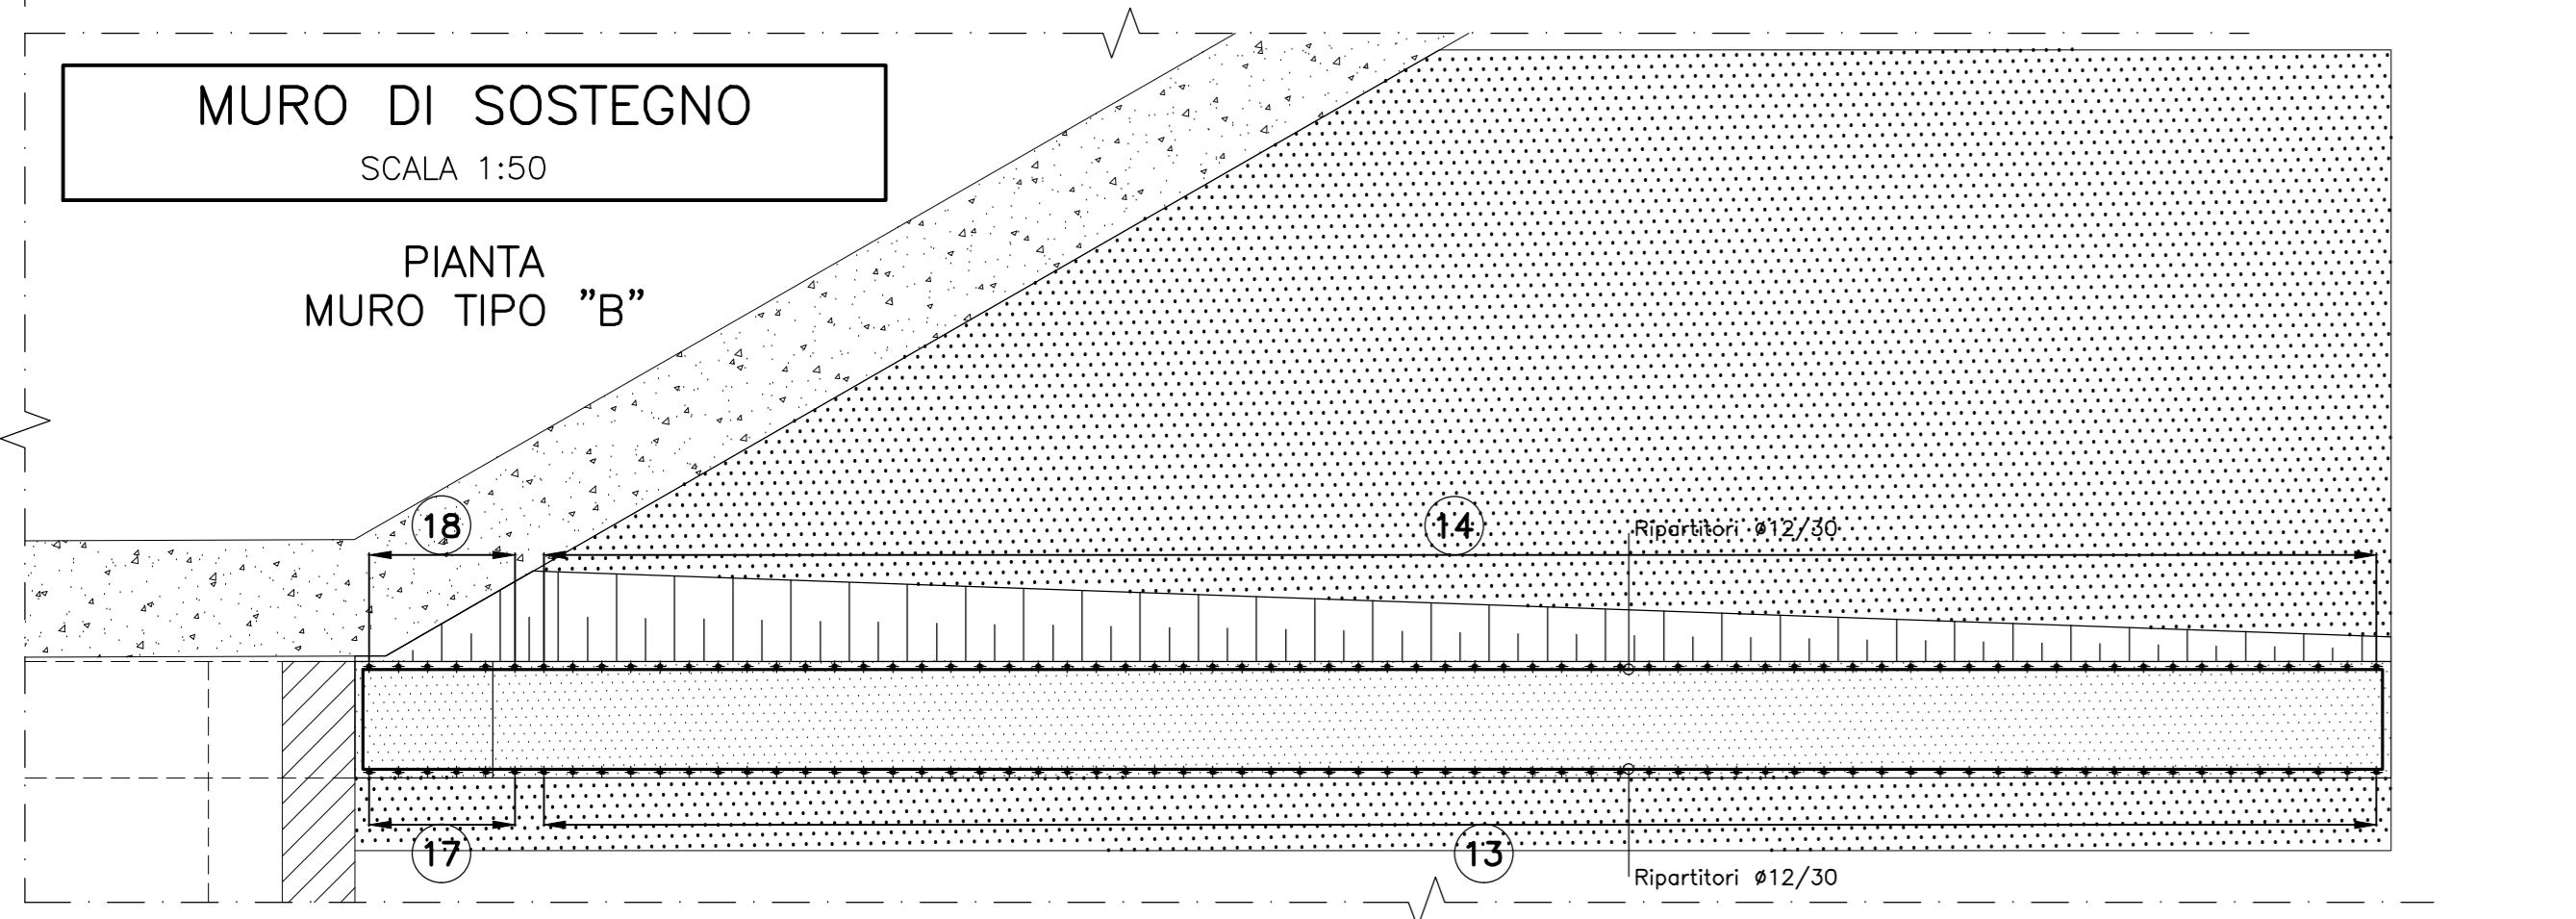 MURO DI SOSTEGNO
SCALA 1:50
PIANTA
MURO TIPO "B"
18
14
Ripartitori ø12/30
17
13
Ripartitori ø12/30